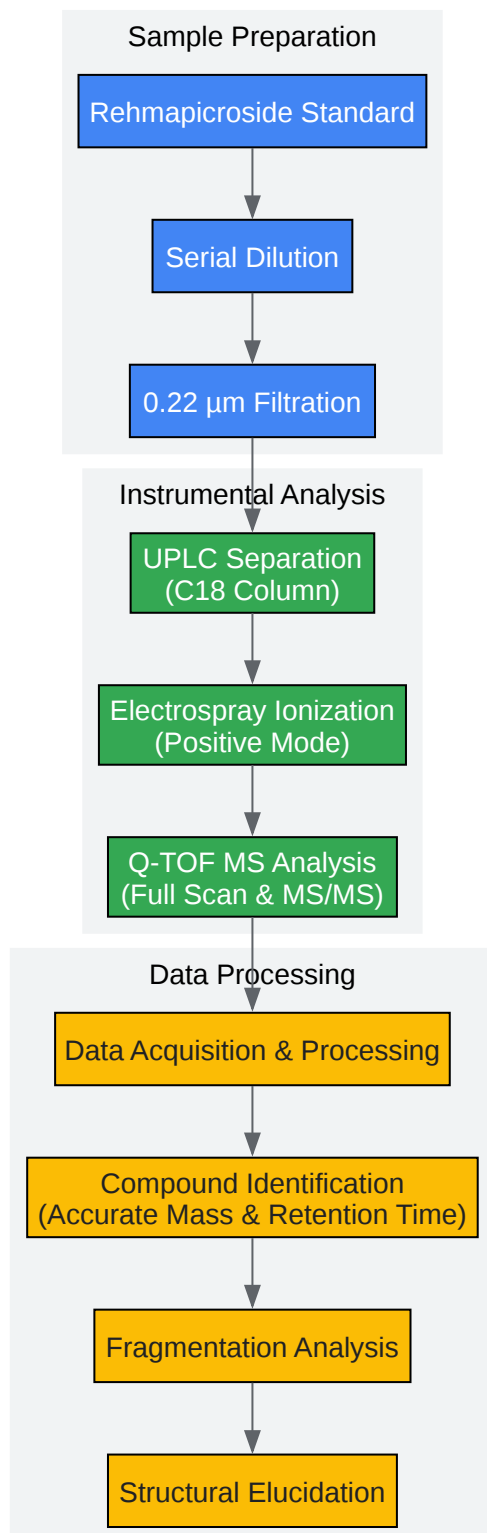 Sample Preparation
Rehmapicroside Standard
Serial Dilution
0.22 µm Filtration
Instrumental Analysis
UPLC Separation
(C18 Column)
Electrospray Ionization
(Positive Mode)
Q-TOF MS Analysis
(Full Scan & MS/MS)
Data Processing
Data Acquisition & Processing
Compound Identification
(Accurate Mass & Retention Time)
Fragmentation Analysis
Structural Elucidation